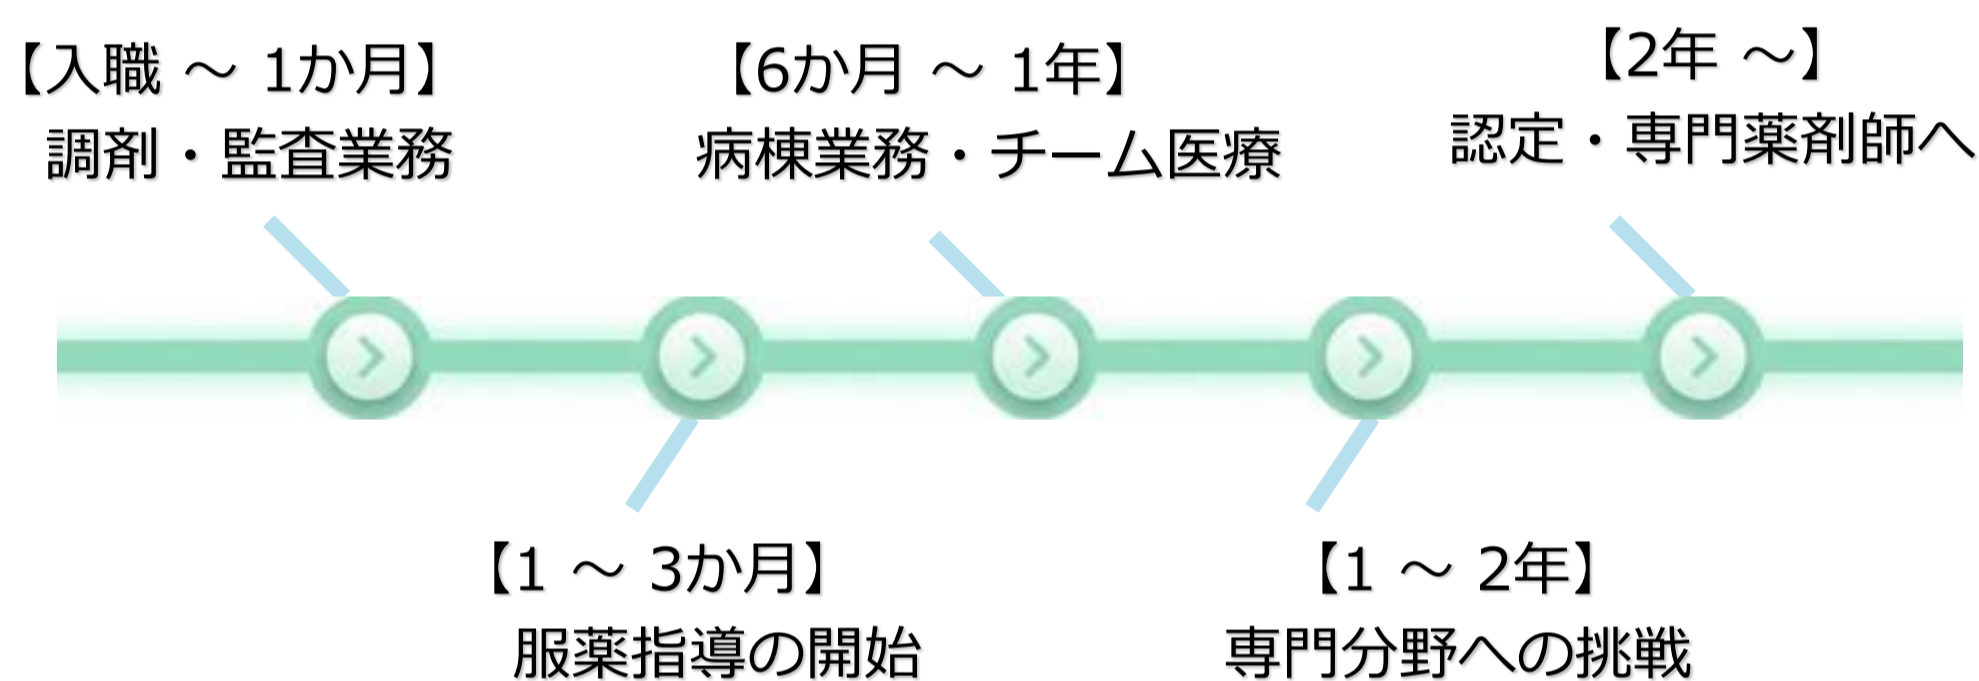 【入職 ～ 1か月】
調剤・監査業務
【1 ～ 3か月】
服薬指導の開始
【6か月 ～ 1年】
病棟業務・チーム医療
【1 ～ 2年】
専門分野への挑戦
【2年 ～】
認定・専門薬剤師へ